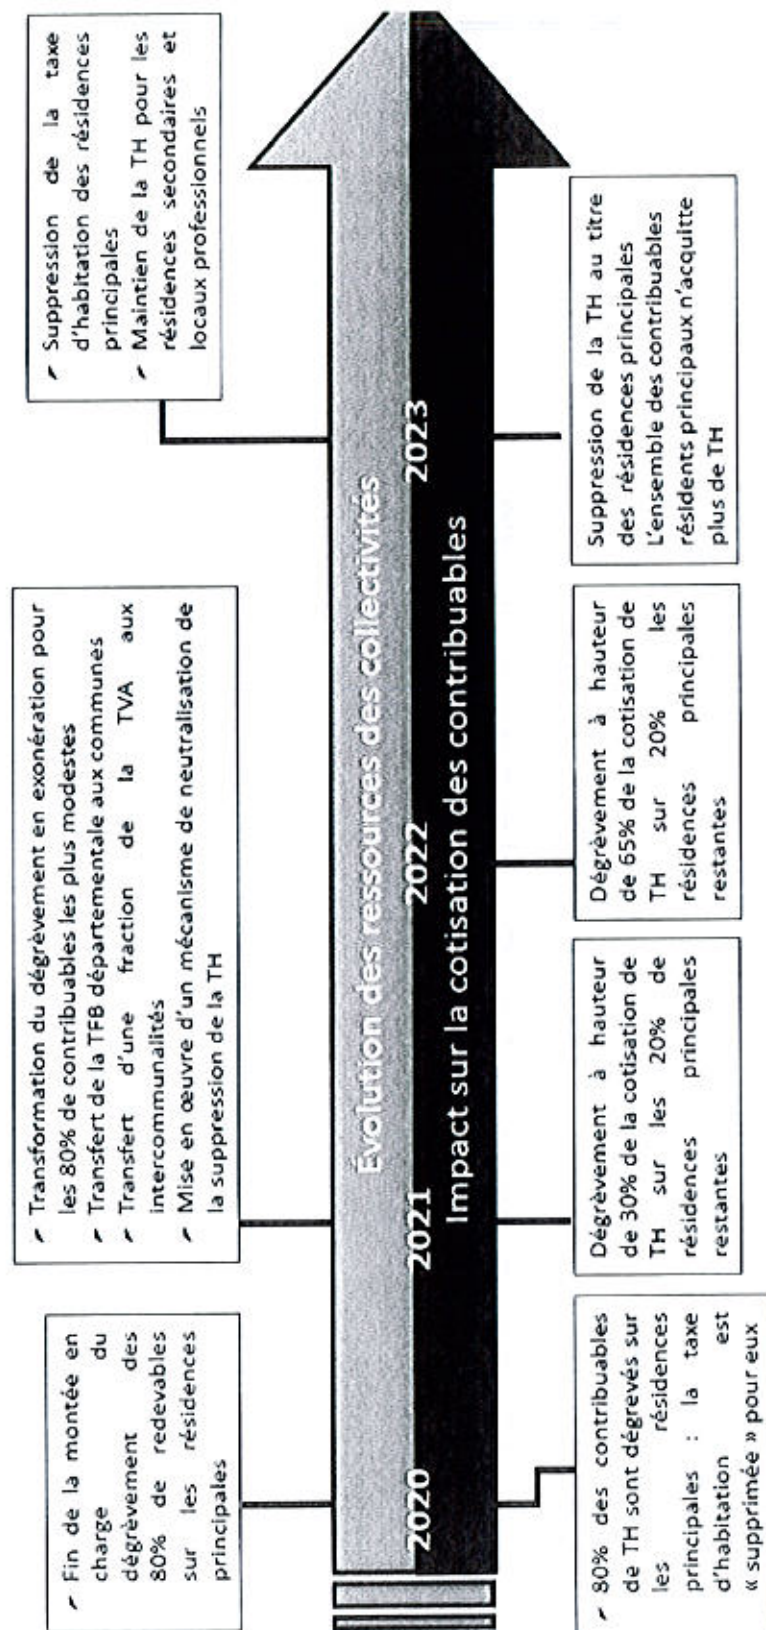 - Fin de la montée en
charge du
dégrèvement des
80% de redevables
sur les résidences
principales
- Transformation du dégrèvement en exonération pour
les 80% de contribuables les plus modestes
- Transfert de la TFB départementale aux communes
- Transfert d'une fraction de la TVA aux
intercommunalités
- Mise en œuvre d'un mécanisme de neutralisation de
la suppression de la TH
- Suppression de la taxe
d'habitation des résidences
principales
- Maintien de la TH pour les
résidences secondaires et
locaux professionnels
Evolution des ressources des collectivités
2020
2021
2022
2023
Impact sur la cotisation des contribuables
- 80% des contribuables
de TH sont dégrevés sur
les résidences
principales : la taxe
d'habitation est
« supprimée » pour eux
Dégrèvement à hauteur
de 30% de la cotisation de
TH sur les 20% de
résidences principales
restantes
Dégrèvement à hauteur
de 65% de la cotisation de
TH sur 20% les
résidences principales
restantes
Suppression de la TH au titre
des résidences principales
L'ensemble des contribuables
résidents principaux n'acquitte
plus de TH